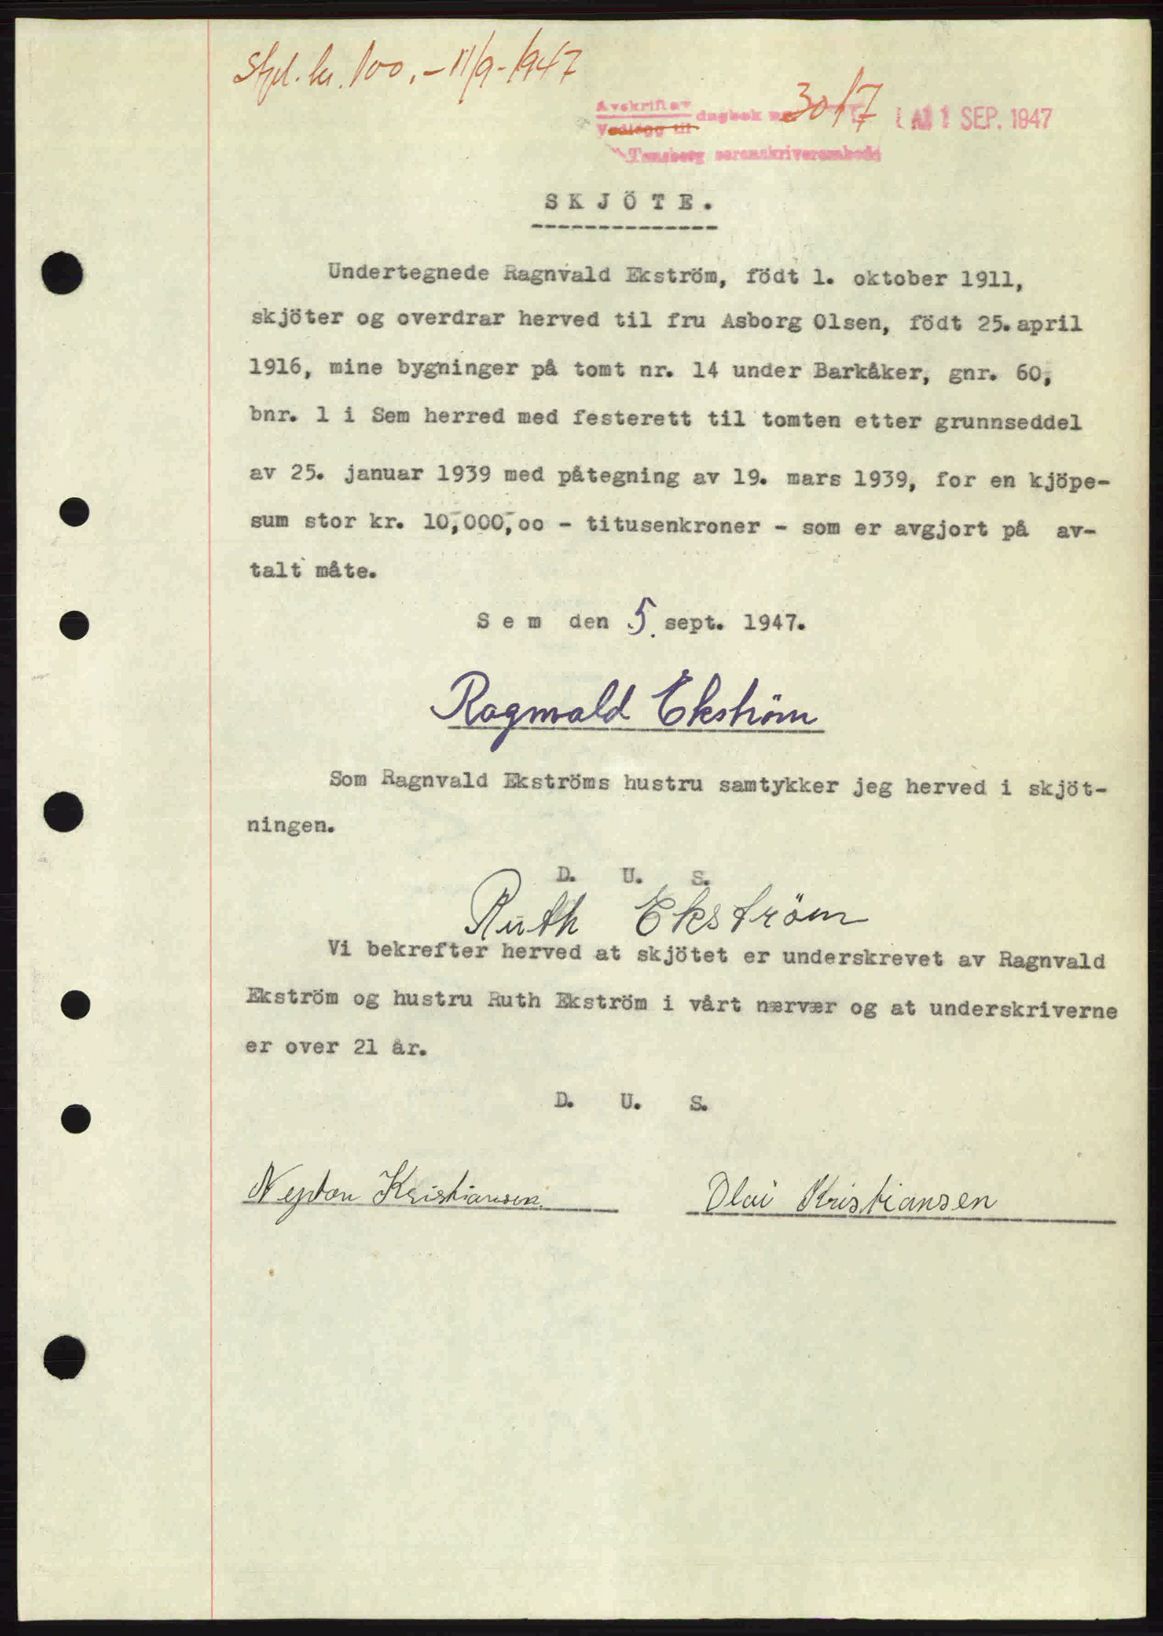 Stpl. kr. 100,- 11/9-1947
Avskrift av
Vedlegg til dagbok nr 3017 11 SEP. 1947
Tønsberg sorenskriverembede
SKJÖTE.
Undertegnede Ragnvald Ekström, födt 1. oktober 1911,
skjöter og overdrar herved til fru Asborg Olsen, födt 25. april
1916, mine bygninger på tomt nr. 14 under Barkåker, gnr. 60,
bnr. 1 i Sem herred med festerett til tomten etter grunnseddel
av 25. januar 1939 med påtegning av 19. mars 1939, for en kjöpe-
sum stor kr. 10,000,oo - titusenkroner - som er avgjort på av-
talt måte.
Sem den 5. sept. 1947.
Ragnvald Ekström
Som Ragnvald Ekströms hustru samtykker jeg herved i skjöt-
ningen.
D. U. S.
Ruth Ekström
Vi bekrefter herved at skjötet er underskrevet av Ragnvald
Ekström og hustru Ruth Ekström i vårt nærvær og at underskriverne
er over 21 år.
D. U. S.
Neptun Kristiansen. Olai Kristiansen